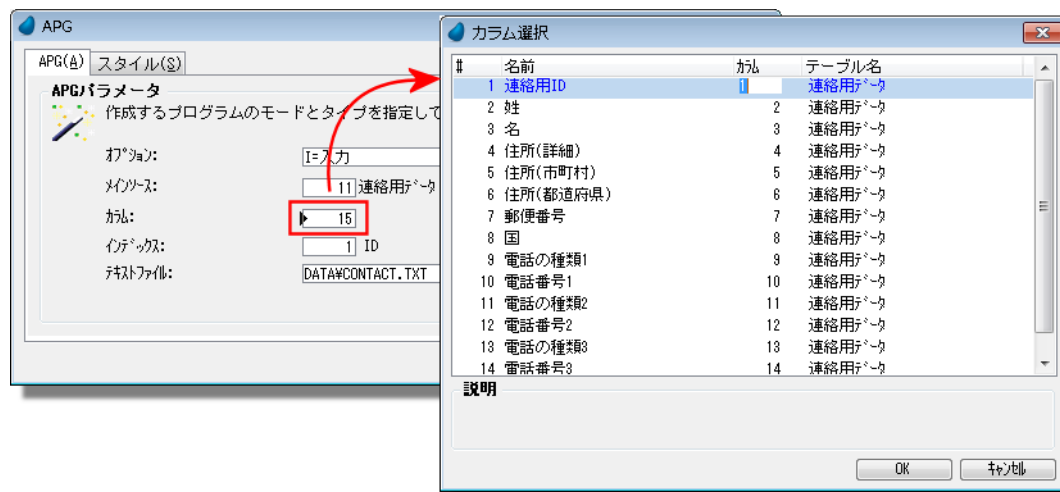 APG
APG(A) スタイル(S)
APGパラメータ
作成するプログラムのモードとタイプを指定して
ｵﾌﾟｼｮﾝ: I=入力
ﾒｲﾝｿｰｽ: 11 連絡用ﾃﾞｰﾀ
ｶﾗﾑ: 15
ｲﾝﾃﾞｯｸｽ: 1 ID
ﾃｷｽﾄﾌｧｲﾙ: DATA¥CONTACT.TXT
カラム選択
# 名前 ｶﾗﾑ テーブル名
1 連絡用ID 1 連絡用ﾃﾞｰﾀ
2 姓 2 連絡用ﾃﾞｰﾀ
3 名 3 連絡用ﾃﾞｰﾀ
4 住所(詳細) 4 連絡用ﾃﾞｰﾀ
5 住所(市町村) 5 連絡用ﾃﾞｰﾀ
6 住所(都道府県) 6 連絡用ﾃﾞｰﾀ
7 郵便番号 7 連絡用ﾃﾞｰﾀ
8 国 8 連絡用ﾃﾞｰﾀ
9 電話の種類1 9 連絡用ﾃﾞｰﾀ
10 電話番号1 10 連絡用ﾃﾞｰﾀ
11 電話の種類2 11 連絡用ﾃﾞｰﾀ
12 電話番号2 12 連絡用ﾃﾞｰﾀ
13 電話の種類3 13 連絡用ﾃﾞｰﾀ
14 電話番号3 14 連絡用ﾃﾞｰﾀ
説明
OK ｷｬﾝｾﾙ